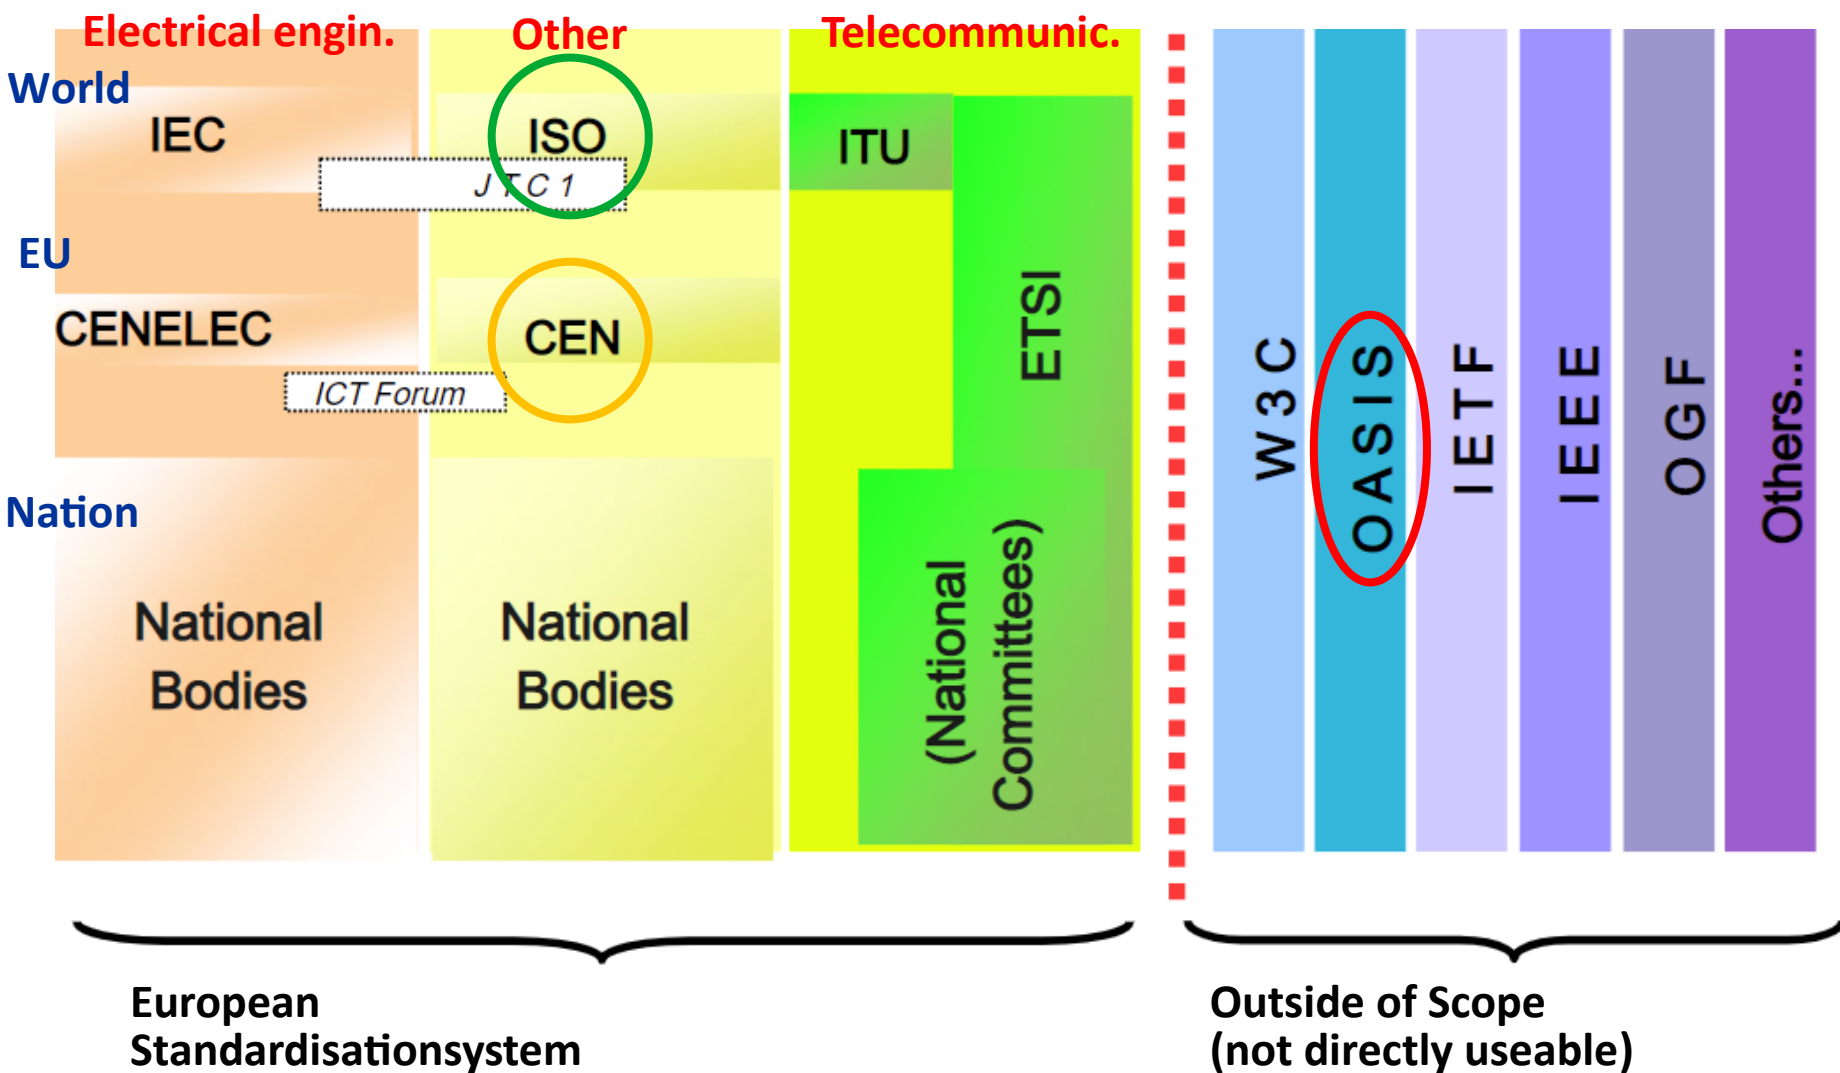 Electrical engin.
Other
Telecommunic.
World
IEC
ISO
ITU
JTC 1
EU
CENELEC
CEN
ICT Forum
ETSI
Nation
National
Bodies
National
Bodies
(National
Committees)
W3C
OASIS
IETF
IEEE
OGF
Others...
European
Standardisationsystem
Outside of Scope
(not directly useable)